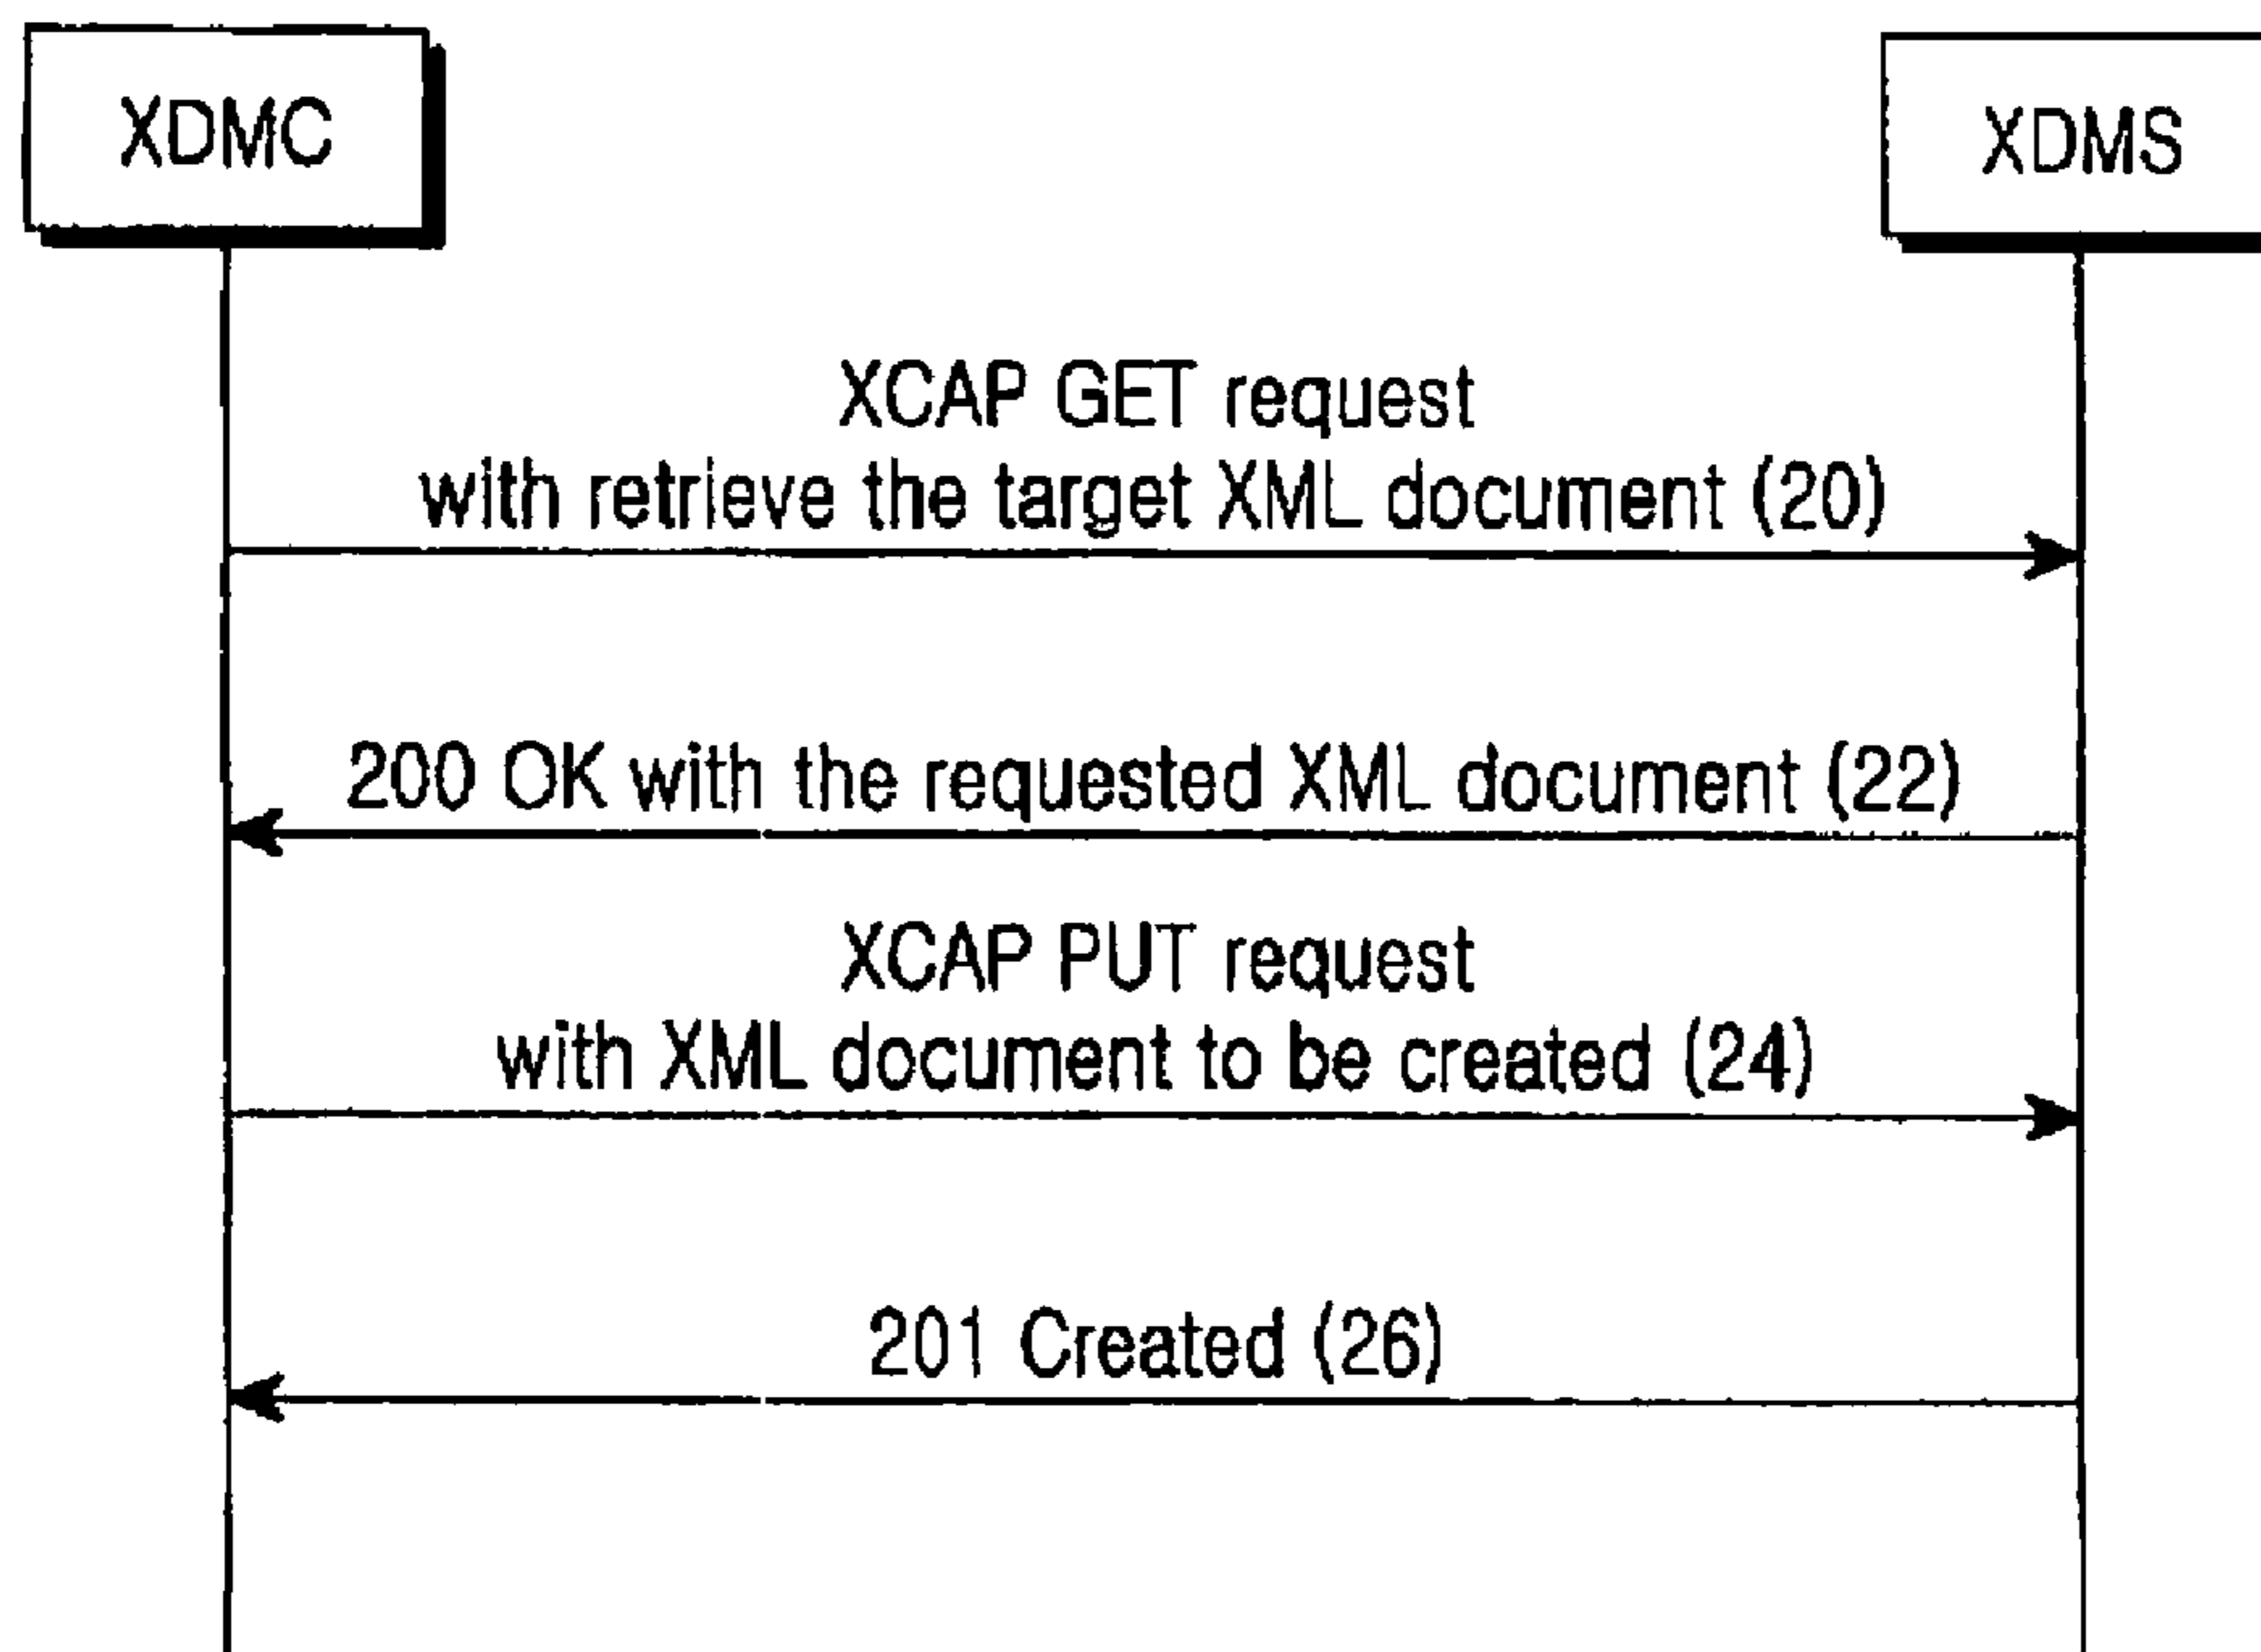 XDMC
XDMS
XCAP GET request
with retrieve the target XML document (20)
200 OK with the requested XML document (22)
XCAP PUT request
with XML document to be created (24)
201 Created (26)